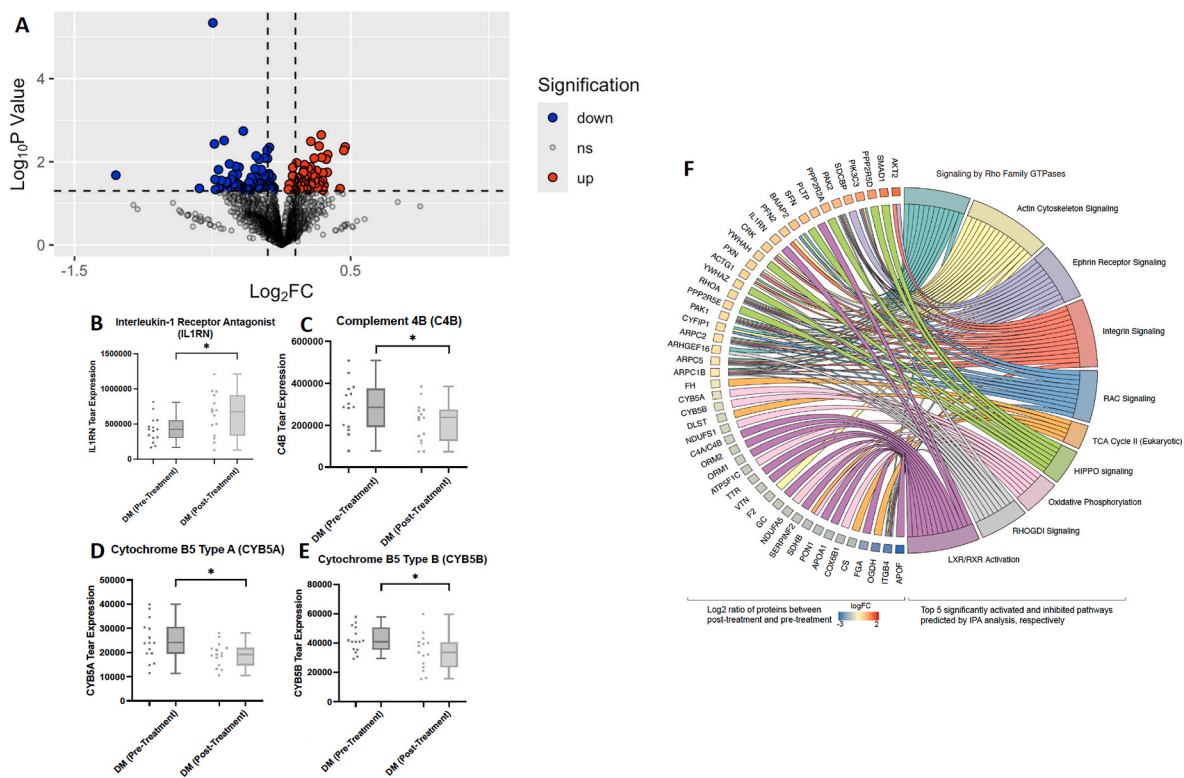 A
Log10P Value
4
2
0
-1.5
0.5
Log2FC
Signification
down
ns
up
B
Interleukin-1 Receptor Antagonist
(IL1RN)
IL1RN Tear Expression
1500000
1000000
500000
0
*
DM (Pre-Treatment)
DM (Post-Treatment)
C
Complement 4B (C4B)
C4B Tear Expression
600000
400000
200000
0
*
DM (Pre-Treatment)
DM (Post-Treatment)
D
Cytochrome B5 Type A (CYB5A)
CYB5A Tear Expression
50000
40000
30000
20000
10000
0
*
DM (Pre-Treatment)
DM (Post-Treatment)
E
Cytochrome B5 Type B (CYB5B)
CYB5B Tear Expression
80000
60000
40000
20000
0
*
DM (Pre-Treatment)
DM (Post-Treatment)
F
AKT2
SMAD1
PPP2R5D
PIK3C3
SDCBP
PAK2
PPP2R2A
PLTP
SFN
BAIAP2
PFN2
IL1RN
CRK
YWHAH
PXN
ACTG1
YWHAZ
RHOA
PPP2R5E
PAK1
CYFIP1
ARPC2
ARHGEF16
ARPC5
ARPC1B
FH
CYB5A
CYB5B
DLST
NDUFS1
C4A/C4B
ORM2
ORM1
ATP5F1C
TTR
VTN
F2
GC
NDUFA5
SERPINF2
SDHB
PON1
APOA1
COX6B1
CS
FGA
OGDH
ITGB4
APOF
Signaling by Rho Family GTPases
Actin Cytoskeleton Signaling
Ephrin Receptor Signaling
Integrin Signaling
RAC Signaling
TCA Cycle II (Eukaryotic)
HIPPO signaling
Oxidative Phosphorylation
RHOGDI Signaling
LXR/RXR Activation
Log2 ratio of proteins between
post-treatment and pre-treatment
logFC
-3
2
Top 5 significantly activated and inhibited pathways
predicted by IPA analysis, respectively